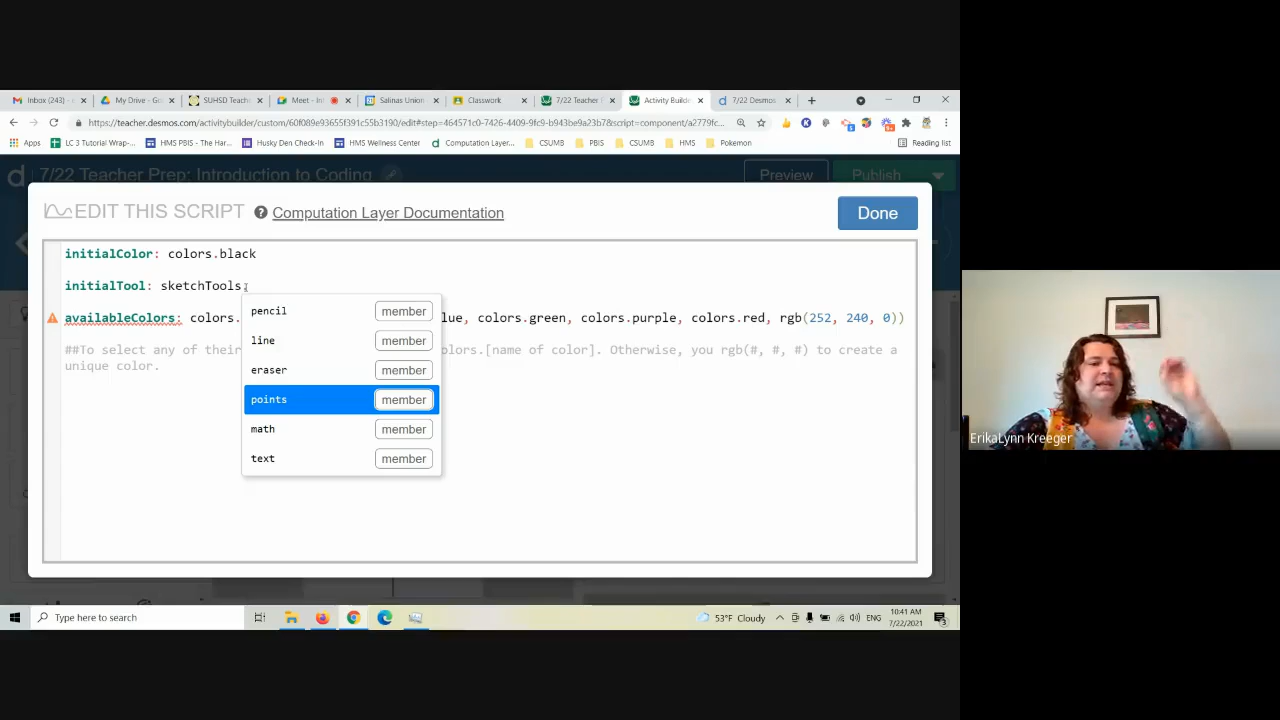 Inbox (243)
My Drive - Go
SUHSD Teach
Meet - In
Salinas Union
Classwork
7/22 Teacher P
Activity Builde
7/22 Desmos
https://teacher.desmos.com/activitybuilder/custom/60f089e93655f391c55b3190/edit#step=464571c0-7426-4409-9fc9-b943be9a23b7&script=component/a2779fc...
Apps
LC 3 Tutorial Wrap-...
HMS PBIS - The Har...
Husky Den Check-In
HMS Wellness Center
Computation Layer...
CSUMB
PBIS
CSUMB
HMS
Pokemon
Reading list
d
7/22 Teacher Prep: Introduction to Coding
Preview
Publish
EDIT THIS SCRIPT
Computation Layer Documentation
Done
initialColor: colors.black
initialTool: sketchTools.
availableColors: colors. lue, colors.green, colors.purple, colors.red, rgb(252, 240, 0))
##To select any of their olors.[name of color]. Otherwise, you rgb(#, #, #) to create a
unique color.
pencil member
line member
eraser member
points member
math member
text member
ErikaLynn Kreeger
Type here to search
53°F Cloudy
ENG
10:41 AM
7/22/2021
3